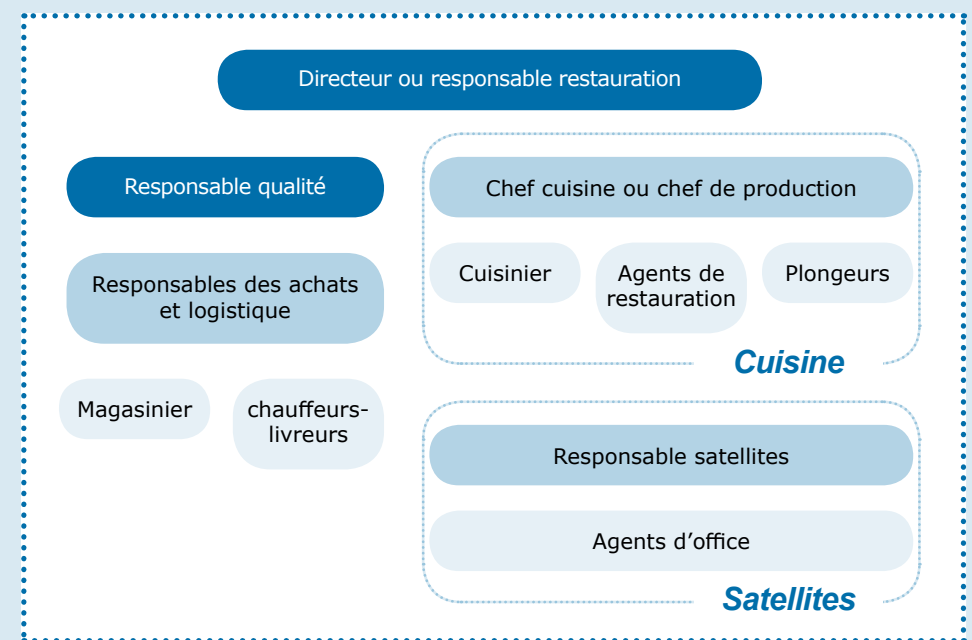 Directeur ou responsable restauration
Responsable qualité
Responsables des achats
et logistique
Magasinier
chauffeurs-
livreurs
Chef cuisine ou chef de production
Cuisinier
Agents de
restauration
Plongeurs
Cuisine
Responsable satellites
Agents d’office
Satellites